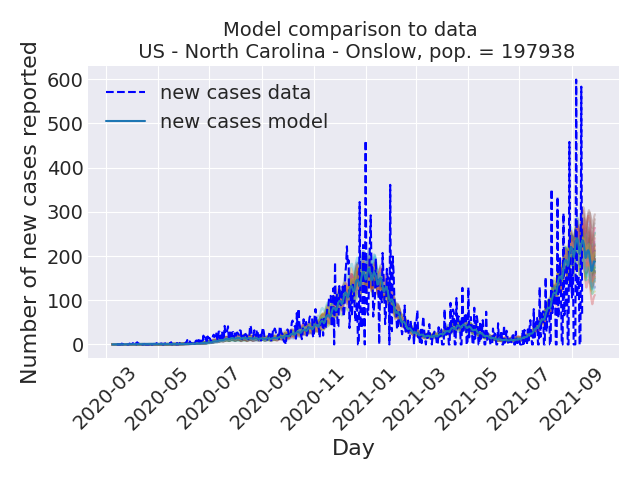 Model comparison to data
US - North Carolina - Onslow, pop. = 197938
Number of new cases reported
600
500
400
300
200
100
0
new cases data
new cases model
2020-03
2020-05
2020-07
2020-09
2020-11
2021-01
2021-03
2021-05
2021-07
2021-09
Day